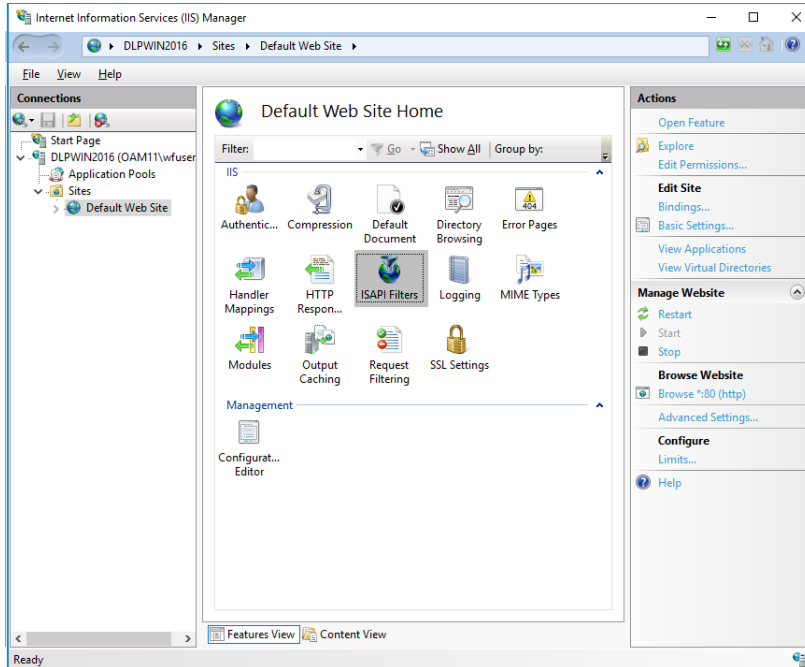 Internet Information Services (IIS) Manager
DLPWIN2016 Sites Default Web Site
File View Help
Connections
Start Page
DLPWIN2016 (OAM11\wfuser
Application Pools
Sites
Default Web Site
Default Web Site Home
Filter: Go Show All Group by:
IIS
Authentic... Compression Default Document Directory Browsing Error Pages
404
Handler Mappings HTTP Respon... ISAPI Filters Logging MIME Types
Modules Output Caching Request Filtering SSL Settings
Management
Configurat... Editor
Features View Content View
Actions
Open Feature
Explore
Edit Permissions...
Edit Site
Bindings...
Basic Settings...
View Applications
View Virtual Directories
Manage Website
Restart
Start
Stop
Browse Website
Browse *:80 (http)
Advanced Settings...
Configure
Limits...
Help
Ready